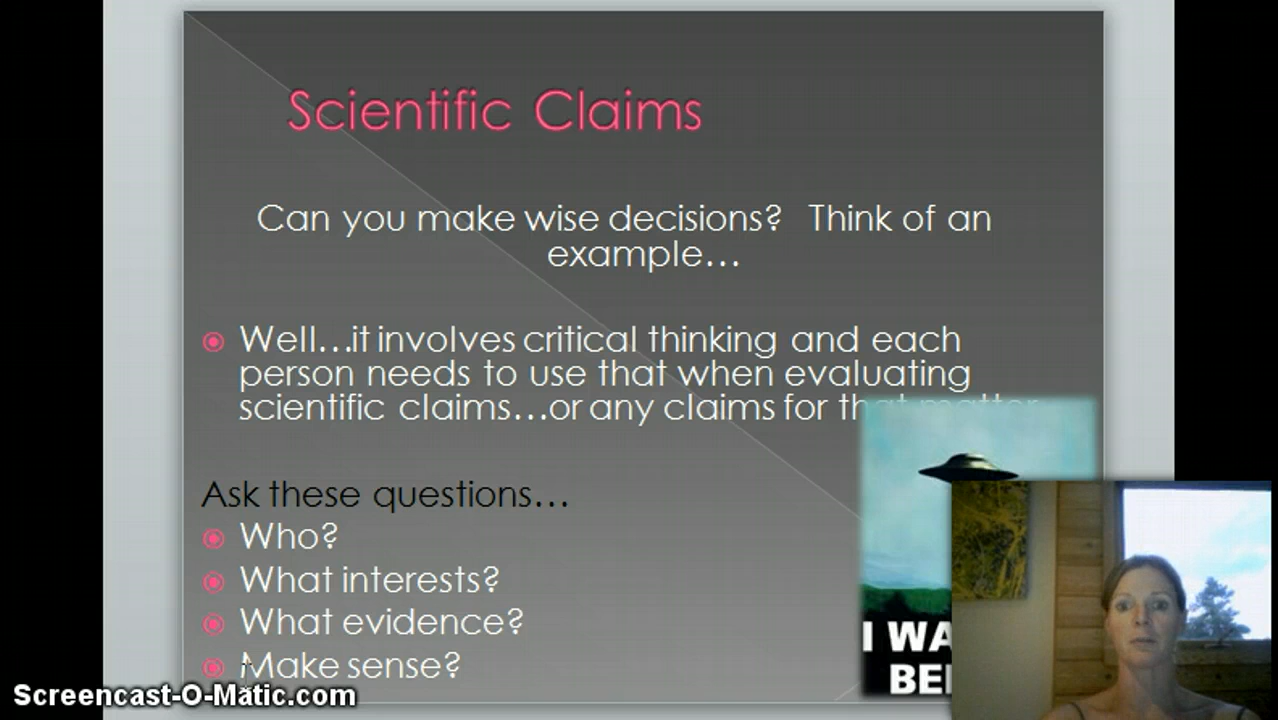 Scientific Claims
Can you make wise decisions? Think of an
example...
Well...it involves critical thinking and each
person needs to use that when evaluating
scientific claims...or any claims for that matter
Ask these questions...
Who?
What interests?
What evidence?
Make sense?
I WA
BE
Screencast-O-Matic.com